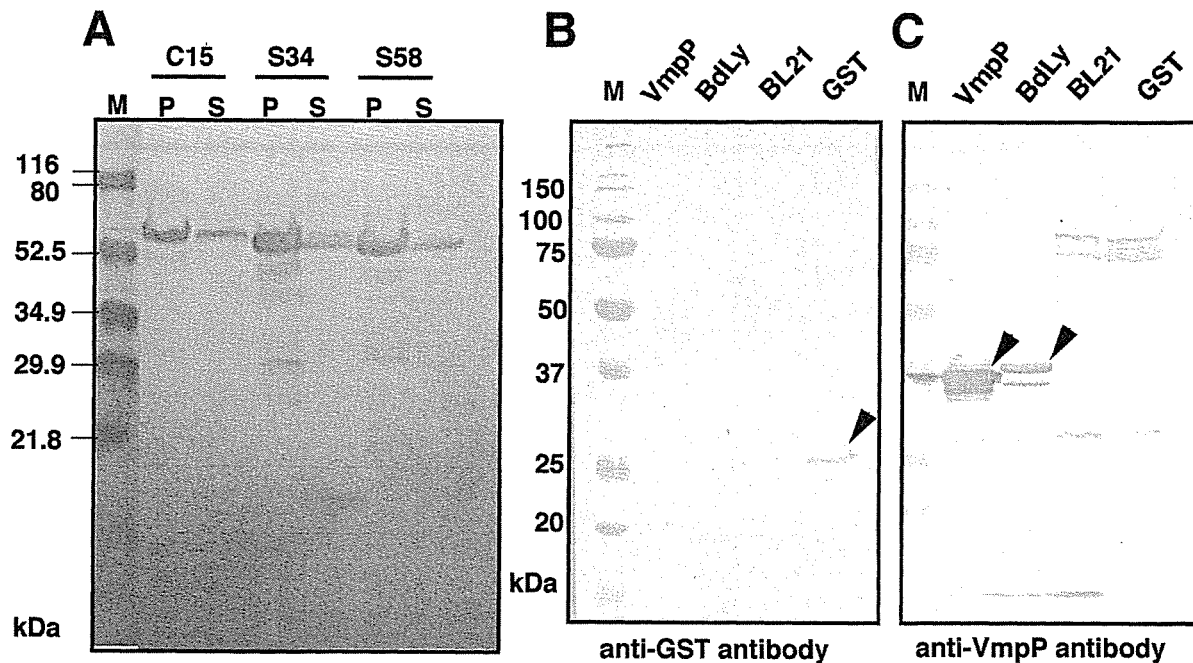 A
C15 S34 S58
M P S P S P S
116
80
52.5
34.9
29.9
21.8
kDa
B
M VmpP BdLy BL21 GST
150
100
75
50
37
25
20
kDa
anti-GST antibody
C
M VmpP BdLy BL21 GST
anti-VmpP antibody